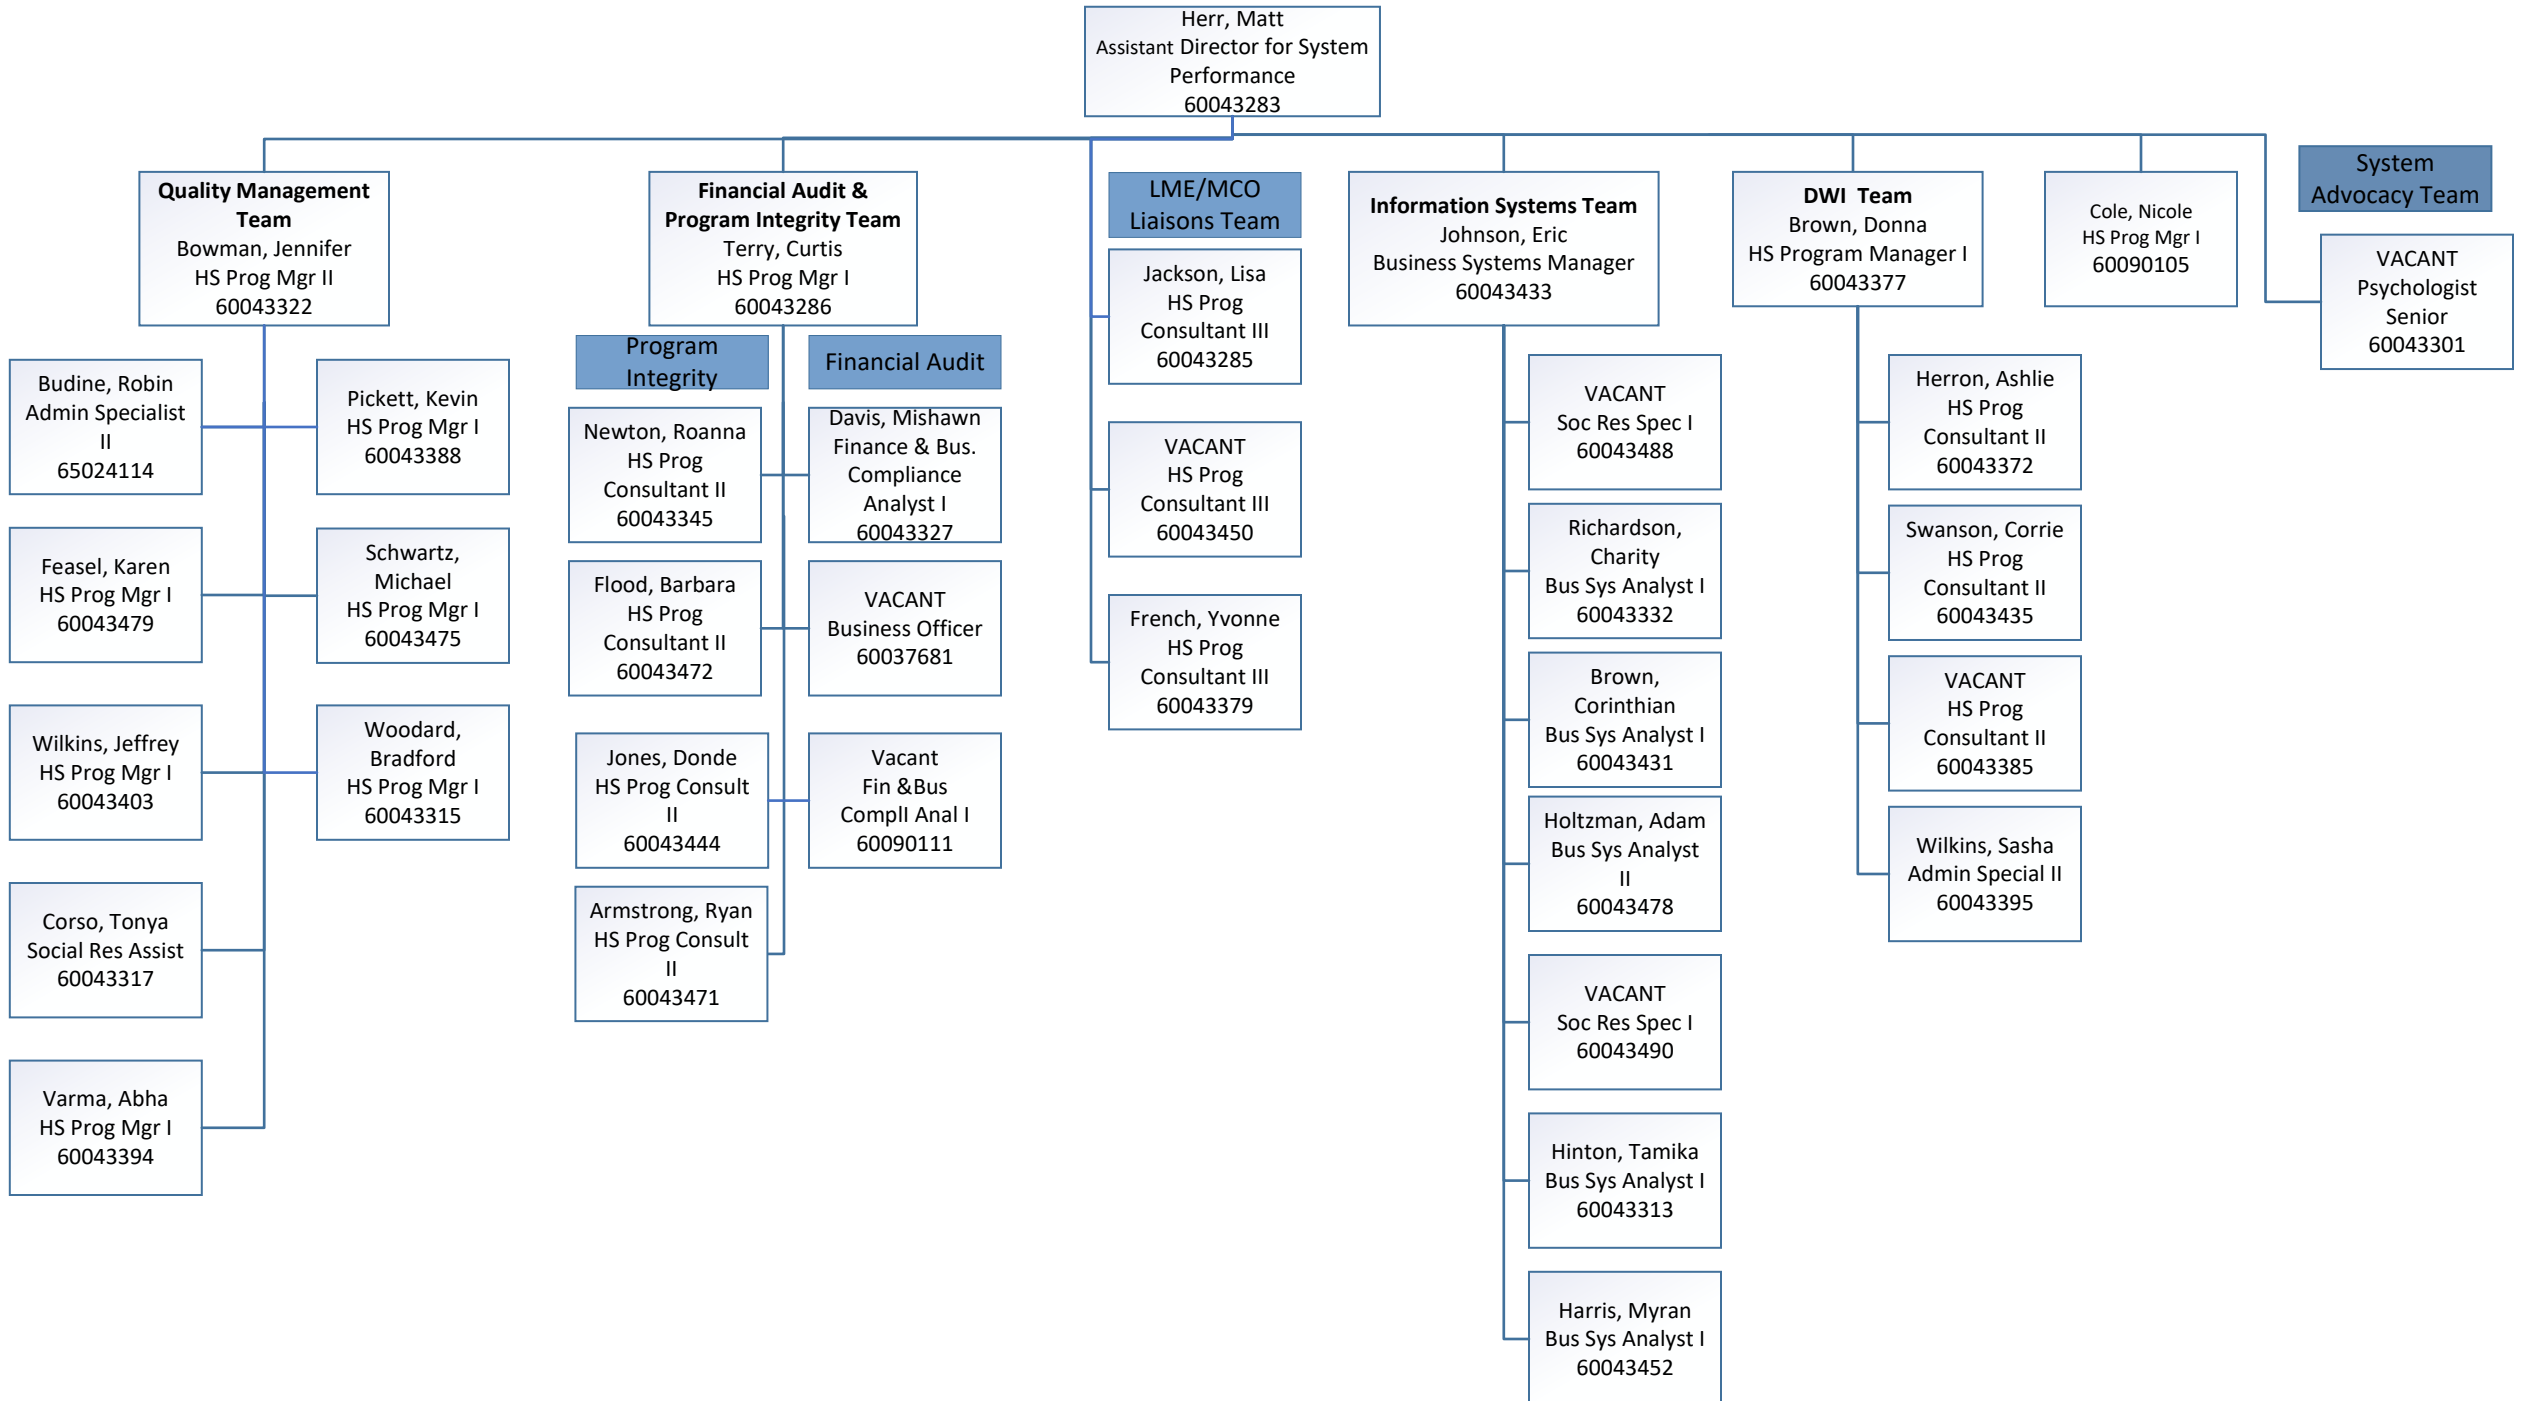 Herr, Matt
Assistant Director for System
Performance
60043283
Quality Management
Team
Bowman, Jennifer
HS Prog Mgr II
60043322
Budine, Robin
Admin Specialist
II
65024114
Pickett, Kevin
HS Prog Mgr I
60043388
Feasel, Karen
HS Prog Mgr I
60043479
Schwartz,
Michael
HS Prog Mgr I
60043475
Wilkins, Jeffrey
HS Prog Mgr I
60043403
Woodard,
Bradford
HS Prog Mgr I
60043315
Corso, Tonya
Social Res Assist
60043317
Varma, Abha
HS Prog Mgr I
60043394
Financial Audit &
Program Integrity Team
Terry, Curtis
HS Prog Mgr I
60043286
Program
Integrity
Newton, Roanna
HS Prog
Consultant II
60043345
Flood, Barbara
HS Prog
Consultant II
60043472
Jones, Donde
HS Prog Consult
II
60043444
Armstrong, Ryan
HS Prog Consult
II
60043471
Financial Audit
Davis, Mishawn
Finance & Bus.
Compliance
Analyst I
60043327
VACANT
Business Officer
60037681
Vacant
Fin &Bus
ComplI Anal I
60090111
LME/MCO
Liaisons Team
Jackson, Lisa
HS Prog
Consultant III
60043285
VACANT
HS Prog
Consultant III
60043450
French, Yvonne
HS Prog
Consultant III
60043379
Information Systems Team
Johnson, Eric
Business Systems Manager
60043433
VACANT
Soc Res Spec I
60043488
Richardson,
Charity
Bus Sys Analyst I
60043332
Brown,
Corinthian
Bus Sys Analyst I
60043431
Holtzman, Adam
Bus Sys Analyst
II
60043478
VACANT
Soc Res Spec I
60043490
Hinton, Tamika
Bus Sys Analyst I
60043313
Harris, Myran
Bus Sys Analyst I
60043452
DWI Team
Brown, Donna
HS Program Manager I
60043377
Herron, Ashlie
HS Prog
Consultant II
60043372
Swanson, Corrie
HS Prog
Consultant II
60043435
VACANT
HS Prog
Consultant II
60043385
Wilkins, Sasha
Admin Special II
60043395
Cole, Nicole
HS Prog Mgr I
60090105
System
Advocacy Team
VACANT
Psychologist
Senior
60043301